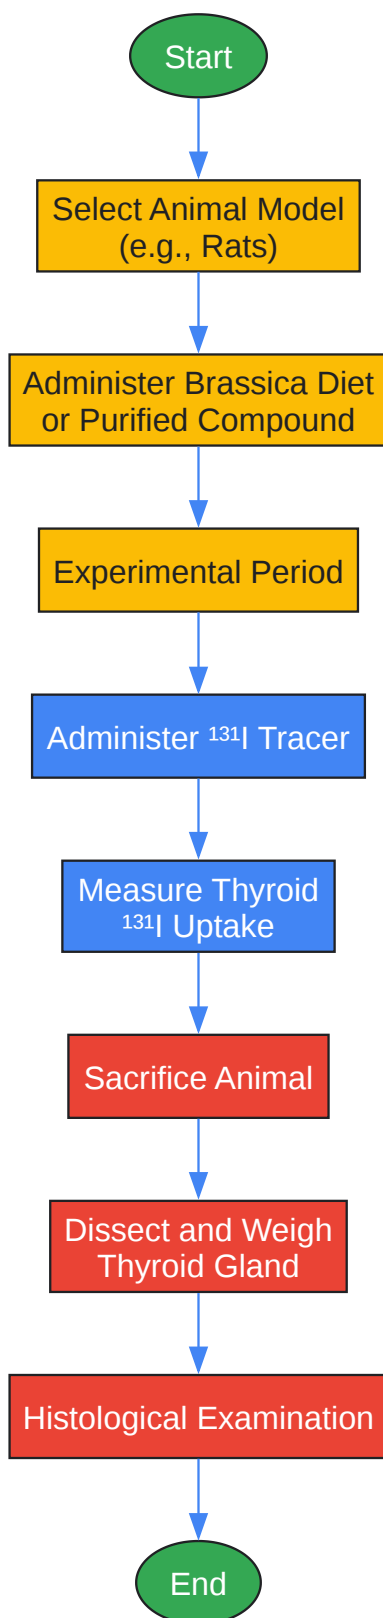 Start
Select Animal Model
(e.g., Rats)
Administer Brassica Diet
or Purified Compound
Experimental Period
Administer ¹³¹I Tracer
Measure Thyroid
¹³¹I Uptake
Sacrifice Animal
Dissect and Weigh
Thyroid Gland
Histological Examination
End